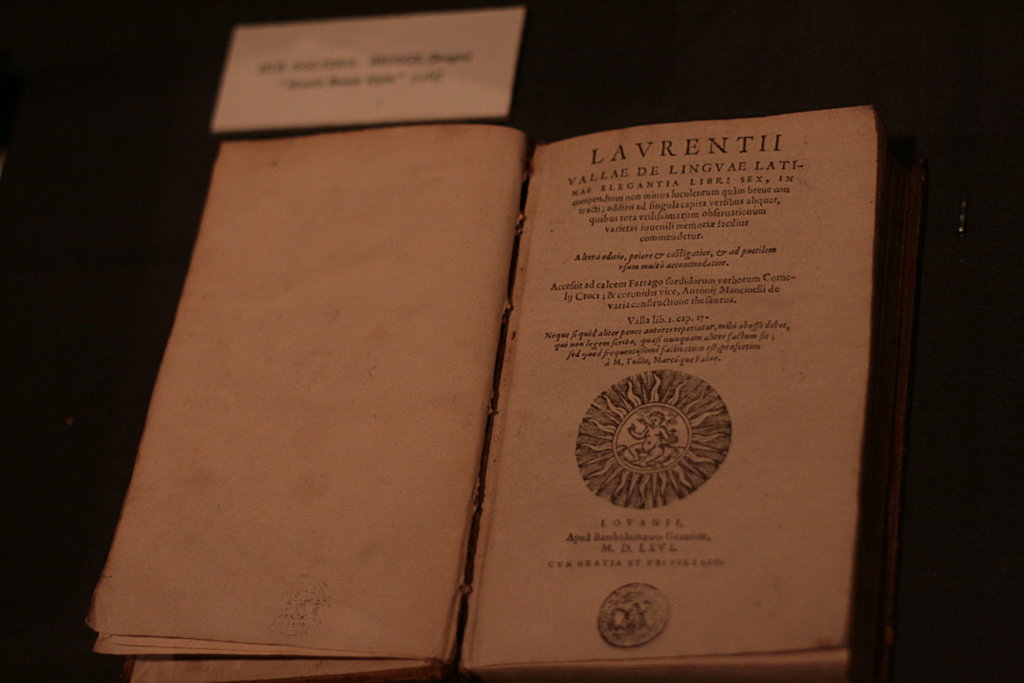 LAVRENTII
VALLAE DE LINGVAE LATI-
NAE ELEGANTIA LIBRI SEX, IN
compendium non minus luculentum quàm breue con
tracti; additis ad singula capita versibus aliquot,
quibus tota vtilissimarum obseruationum
varietas iuuenili memoriæ facilius
commendetur.
Altera editio, priore & castigatior, & ad puerilem
vsum multò accommodatior.
Accessit ad calcem Farrago sordidorum verborum Corne-
lij Croci; & coronidis vice, Antonij Mancinelli de
varia constructione thesaurus.
Valla lib. 1. cap. 17.
Neque si quid aliter penes autores reperiatur, mihi obesse debet,
qui non legem scribo, quasi nunquam aliter factum sit;
sed quod frequentissimè factitatum est, præsertim
à M. Tullio, Marcóque Fabio.
LOVANII,
Apud Bartholomæum Grauium,
M. D. LXVI.
CVM GRATIA ET PRIVILEGIO.